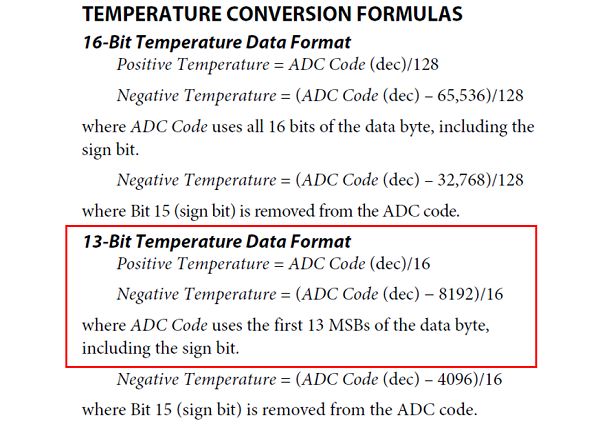 TEMPERATURE CONVERSION FORMULAS
16-Bit Temperature Data Format
Positive Temperature = ADC Code (dec)/128
Negative Temperature = (ADC Code (dec) – 65,536)/128
where ADC Code uses all 16 bits of the data byte, including the
sign bit.
Negative Temperature = (ADC Code (dec) – 32,768)/128
where Bit 15 (sign bit) is removed from the ADC code.
13-Bit Temperature Data Format
Positive Temperature = ADC Code (dec)/16
Negative Temperature = (ADC Code (dec) – 8192)/16
where ADC Code uses the first 13 MSBs of the data byte,
including the sign bit.
Negative Temperature = (ADC Code (dec) – 4096)/16
where Bit 15 (sign bit) is removed from the ADC code.